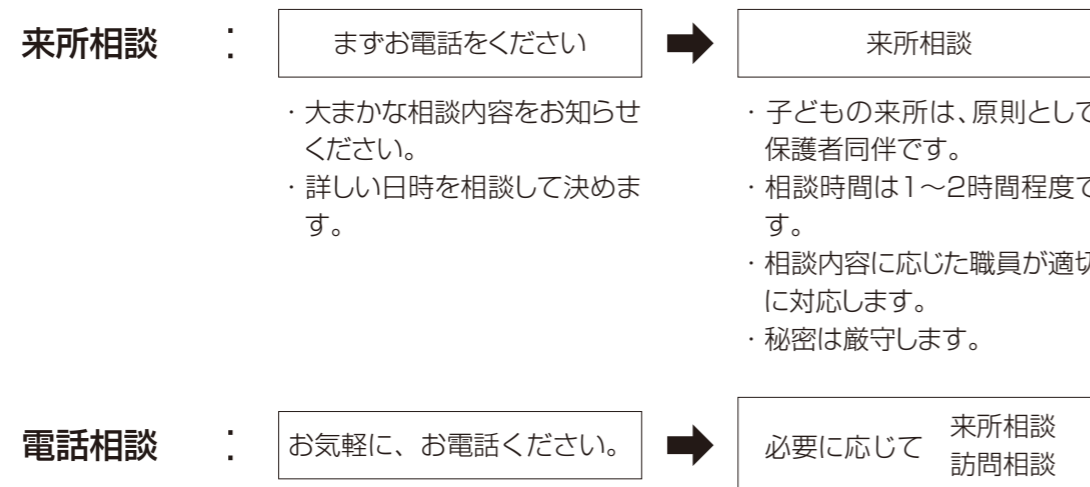 来所相談 : まずお電話をください ➡ 来所相談
・大まかな相談内容をお知らせ
ください。
・詳しい日時を相談して決めま
す。
・子どもの来所は、原則として
保護者同伴です。
・相談時間は1〜2時間程度で
す。
・相談内容に応じた職員が適切
に対応します。
・秘密は厳守します。
電話相談 : お気軽に、お電話ください。 ➡ 必要に応じて 来所相談
訪問相談